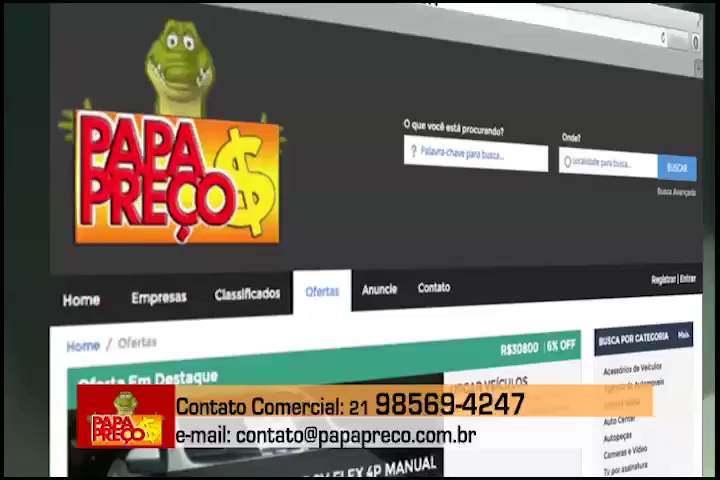 PAPA
PREÇO$
O que você está procurando?
Onde?
? Palavra-chave para busca...
Localidade para busca...
BUSCAR
Busca Avançada
Home
Empresas
Classificados
Ofertas
Anuncie
Contato
Registrar | Entrar
Home / Ofertas
R$30800 | 6% OFF
BUSCA POR CATEGORIA Mais
Oferta Em Destaque
VEÍCULOS
Acessórios de Veículos
Auto Center
Autopeças
Cameras e Vídeo
TV por assinatura
FLEX 4P MANUAL
PAPA
PREÇO$
Contato Comercial: 21 98569-4247
e-mail: contato@papapreco.com.br